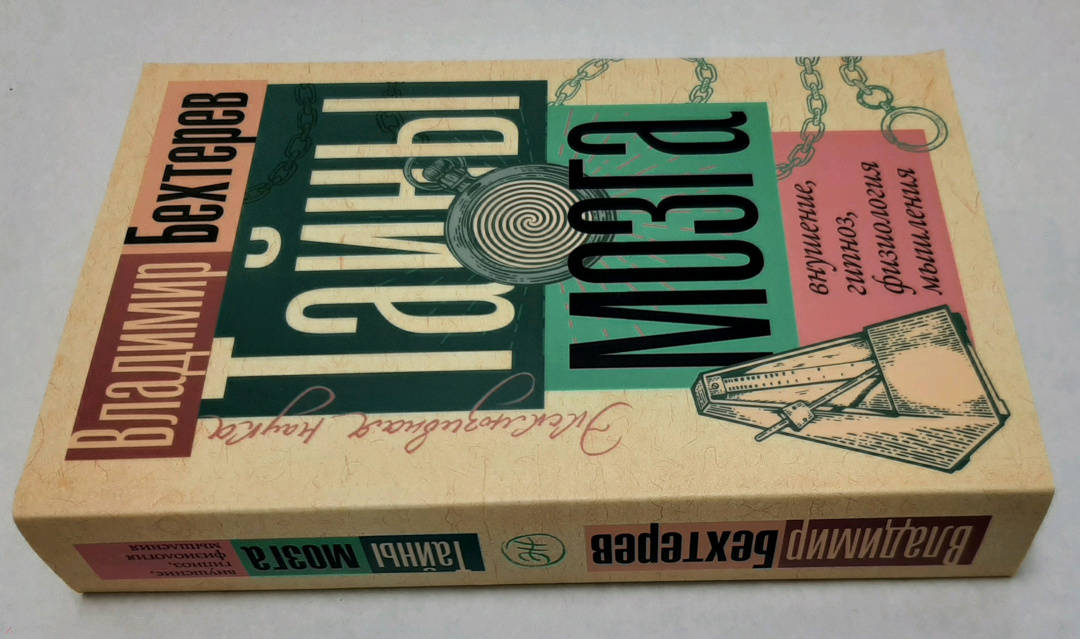 Владимир Бехтерев
Тайны
мозга
внушение,
гипноз,
физиология
мышления
Эксклюзивная наука
Владимир Бехтерев
Тайны
мозга
внушение,
гипноз,
физиология
мышления